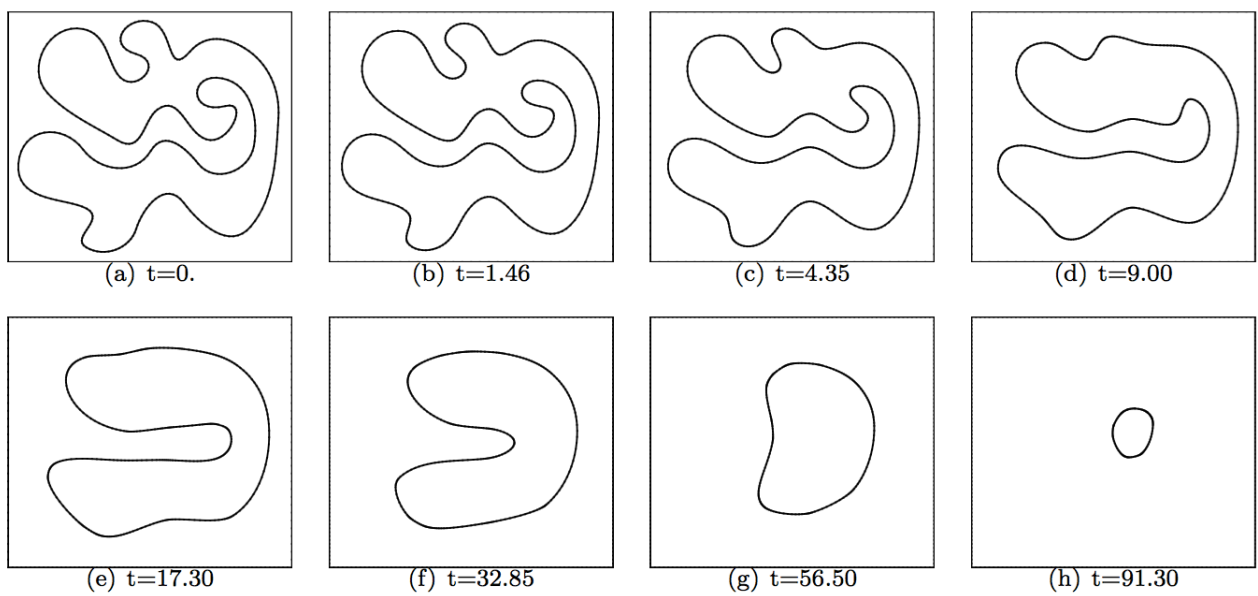 (a) t=0.
(b) t=1.46
(c) t=4.35
(d) t=9.00
(e) t=17.30
(f) t=32.85
(g) t=56.50
(h) t=91.30